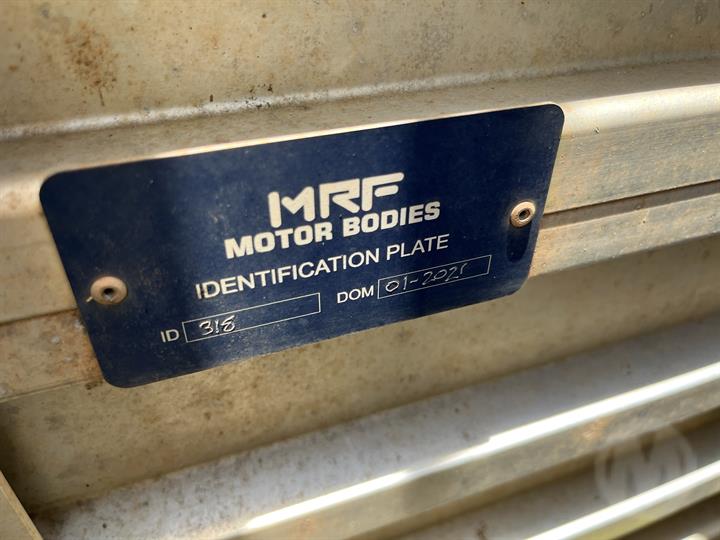 MRF
MOTOR BODIES
IDENTIFICATION PLATE
ID 318 DOM 01-2021
M